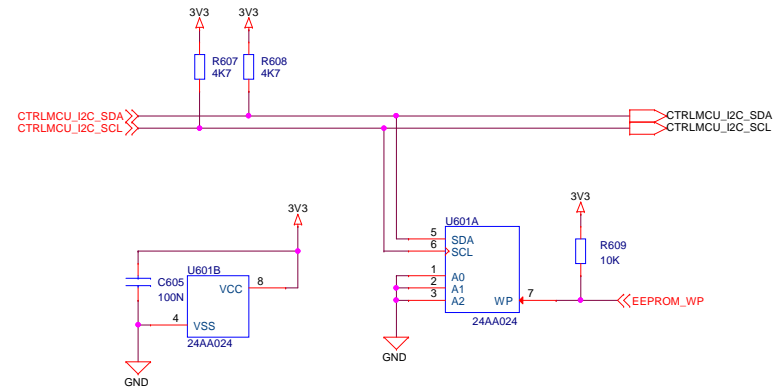 3V3
3V3
R607
4K7
R608
4K7
CTRLMCU_I2C_SDA
CTRLMCU_I2C_SCL
CTRLMCU_I2C_SDA
CTRLMCU_I2C_SCL
3V3
3V3
U601A
5
SDA
6
SCL
R609
10K
U601B
C605
100N
VCC
8
1
A0
2
A1
3
A2
WP
7
EEPROM_WP
4
VSS
24AA024
24AA024
GND
GND